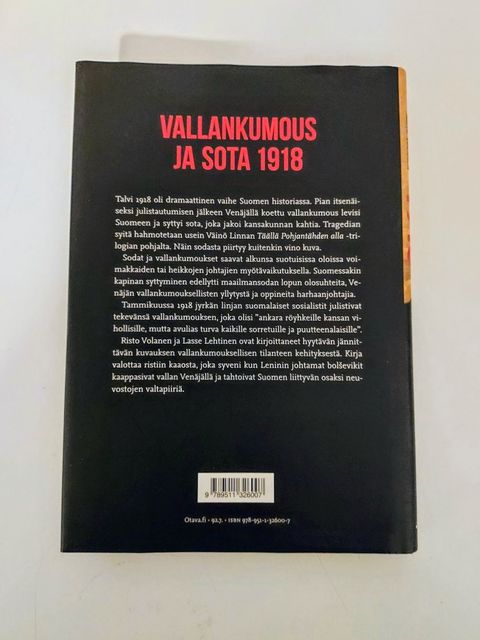 VALLANKUMOUS
JA SOTA 1918
Talvi 1918 oli dramaattinen vaihe Suomen historiassa. Pian itsenäi-
seksi julistautumisen jälkeen Venäjällä koettu vallankumous levisi
Suomeen ja syttyi sota, joka jakoi kansakunnan kahtia. Tragedian
syitä hahmotetaan usein Väinö Linnan Täällä Pohjantähden alla -tri-
logian pohjalta. Näin sodasta piirtyy kuitenkin vino kuva.
Sodat ja vallankumoukset saavat alkunsa suotuisissa oloissa voi-
makkaiden tai heikkojen johtajien myötävaikutuksella. Suomessakin
kapinan syttyminen edellytti maailmansodan lopun olosuhteita, Ve-
näjän vallankumouksellisten yllytystä ja oppineita harhaanjohtajia.
Tammikuussa 1918 jyrkän linjan suomalaiset sosialistit julistivat
tekevänsä vallankumouksen, joka olisi "ankara röyhkeille kansan vi-
hollisille, mutta avulias turva kaikille sorretuille ja puutteenalaisille".
Risto Volanen ja Lasse Lehtinen ovat kirjoittaneet hyytävän jännit-
tävän kuvauksen vallankumouksellisen tilanteen kehityksestä. Kirja
valottaa ristiin kaaosta, joka syveni kun Leninin johtamat bolševikit
kaappasivat vallan Venäjällä ja tahtoivat Suomen liittyvän osaksi neu-
vostojen valtapiiriä.
9 789511 326007
Otava.fi • 92.7. • ISBN 978-951-1-32600-7